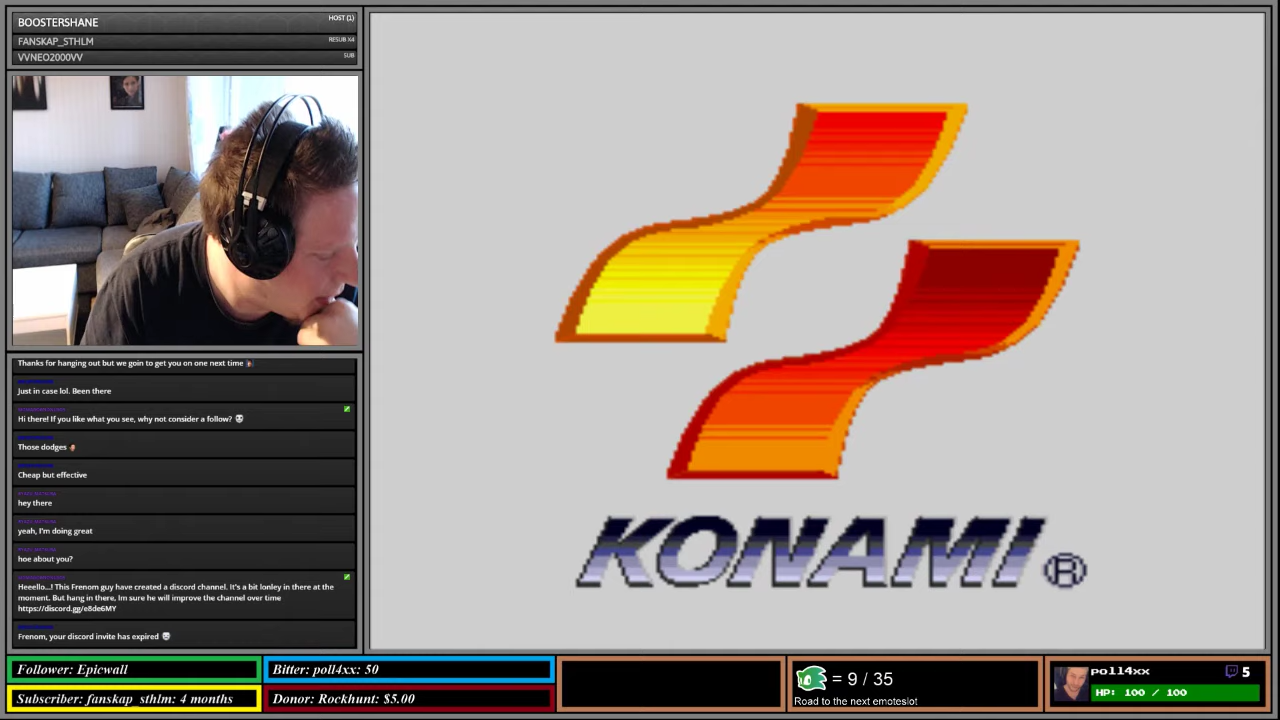 BOOSTERSHANE
HOST (1)
FANSKAP_STHLM
RESUB X4
VVNEO2000VV
SUB
Thanks for hanging out but we goin to get you on one next time
Just in case lol. Been there
Hi there! If you like what you see, why not consider a follow?
Those dodges
Cheap but effective
hey there
yeah, I'm doing great
hoe about you?
Heeello...! This Frenom guy have created a discord channel. It's a bit lonley in there at the
moment. But hang in there, Im sure he will improve the channel over time
https://discord.gg/e8de6MY
Frenom, your discord invite has expired
KONAMI®
Follower: Epicwall
Bitter: poll4xx: 50
Subscriber: fanskap_sthlm: 4 months
Donor: Rockhunt: $5.00
= 9 / 35
Road to the next emoteslot
poll4xx
5
HP: 100 / 100